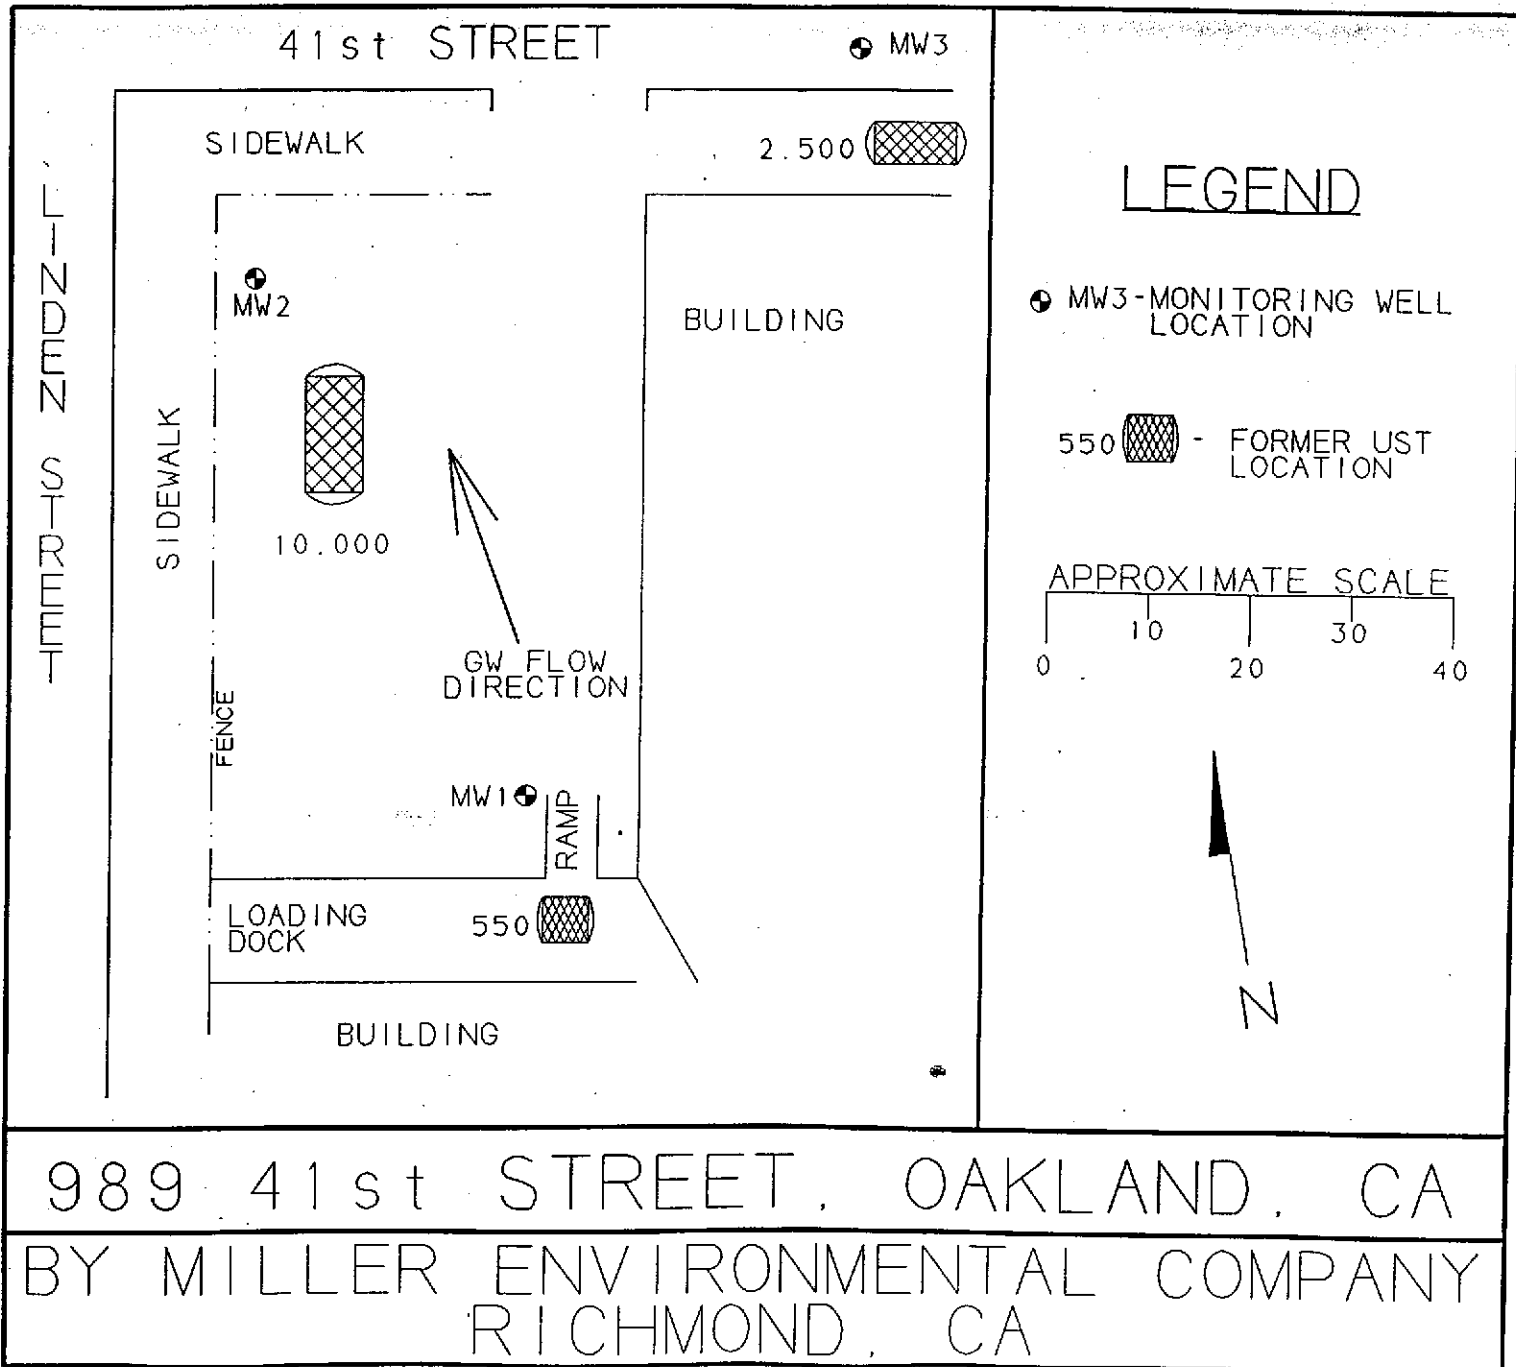 41st STREET
MW3
SIDEWALK
2.500
LINDEN STREET
MW2
BUILDING
SIDEWALK
10.000
GW FLOW
DIRECTION
FENCE
MW1
RAMP
LOADING
DOCK
550
BUILDING
LEGEND
MW3-MONITORING WELL
LOCATION
550 - FORMER UST
LOCATION
APPROXIMATE SCALE
10 30
0 20 40
N
989 41st STREET, OAKLAND, CA
BY MILLER ENVIRONMENTAL COMPANY
RICHMOND, CA